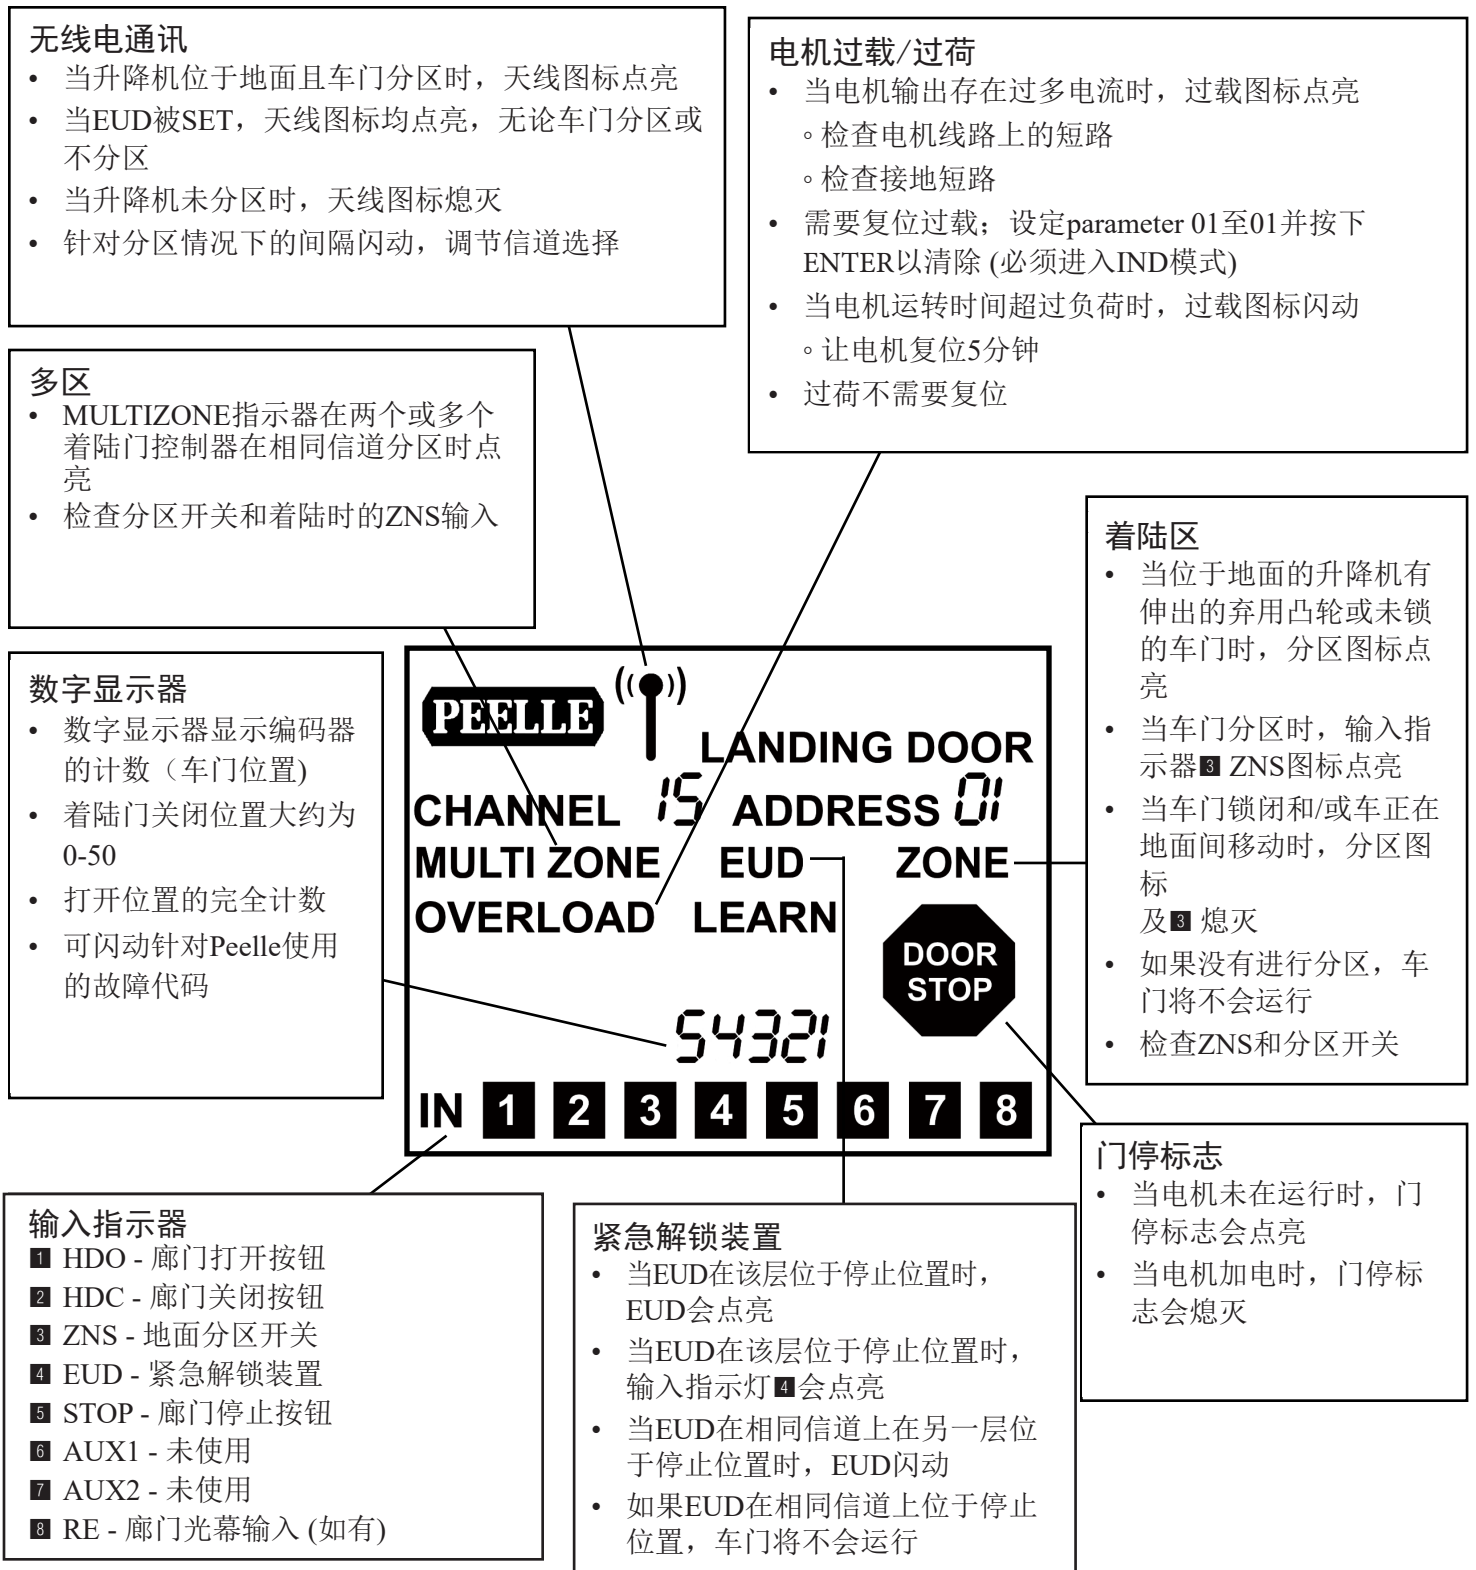 无线电通讯
• 当升降机位于地面且车门分区时，天线图标点亮
• 当EUD被SET，天线图标均点亮，无论车门分区或
不分区
• 当升降机未分区时，天线图标熄灭
• 针对分区情况下的间隔闪动，调节信道选择
电机过载/过荷
• 当电机输出存在过多电流时，过载图标点亮
◦检查电机线路上的短路
◦检查接地短路
• 需要复位过载；设定parameter 01至01并按下
ENTER以清除 (必须进入IND模式)
• 当电机运转时间超过负荷时，过载图标闪动
◦让电机复位5分钟
• 过荷不需要复位
多区
• MULTIZONE指示器在两个或多个
着陆门控制器在相同信道分区时点
亮
• 检查分区开关和着陆时的ZNS输入
着陆区
• 当位于地面的升降机有
伸出的弃用凸轮或未锁
的车门时，分区图标点
亮
• 当车门分区时，输入指
示器3 ZNS图标点亮
• 当车门锁闭和/或车正在
地面间移动时，分区图
标
及3 熄灭
• 如果没有进行分区，车
门将不会运行
• 检查ZNS和分区开关
数字显示器
• 数字显示器显示编码器
的计数（车门位置)
• 着陆门关闭位置大约为
0-50
• 打开位置的完全计数
• 可闪动针对Peelle使用
的故障代码
PEELLE
LANDING DOOR
CHANNEL 15 ADDRESS 01
MULTI ZONE EUD ZONE
OVERLOAD LEARN
DOOR
STOP
54321
IN 1 2 3 4 5 6 7 8
门停标志
• 当电机未在运行时，门
停标志会点亮
• 当电机加电时，门停标
志会熄灭
输入指示器
1 HDO - 廊门打开按钮
2 HDC - 廊门关闭按钮
3 ZNS - 地面分区开关
4 EUD - 紧急解锁装置
5 STOP - 廊门停止按钮
6 AUX1 - 未使用
7 AUX2 - 未使用
8 RE - 廊门光幕输入 (如有)
紧急解锁装置
• 当EUD在该层位于停止位置时，
EUD会点亮
• 当EUD在该层位于停止位置时，
输入指示灯4会点亮
• 当EUD在相同信道上在另一层位
于停止位置时，EUD闪动
• 如果EUD在相同信道上位于停止
位置，车门将不会运行